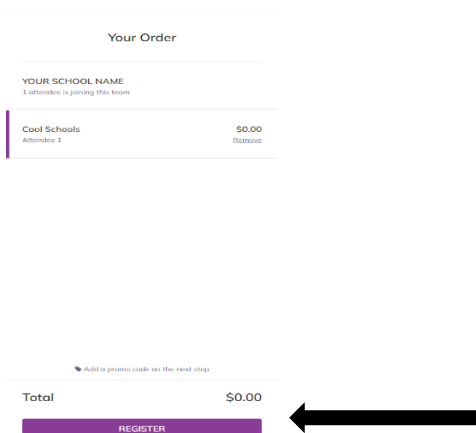 Your Order
YOUR SCHOOL NAME
1 attendee is joining this team
Cool Schools $0.00
Attendee 1 Remove
Add a promo code on the next step
Total $0.00
REGISTER